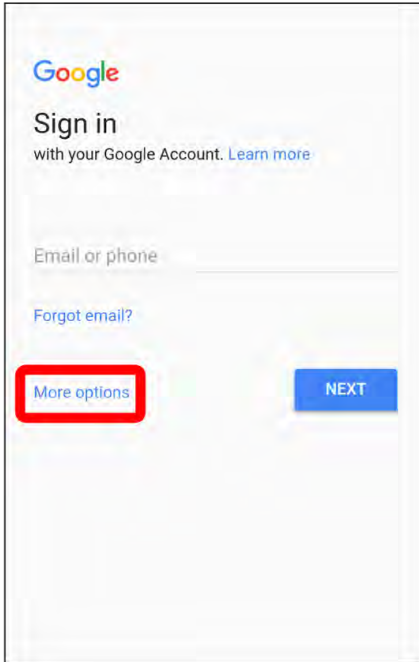 Google
Sign in
with your Google Account. Learn more
Email or phone
Forgot email?
More options
NEXT